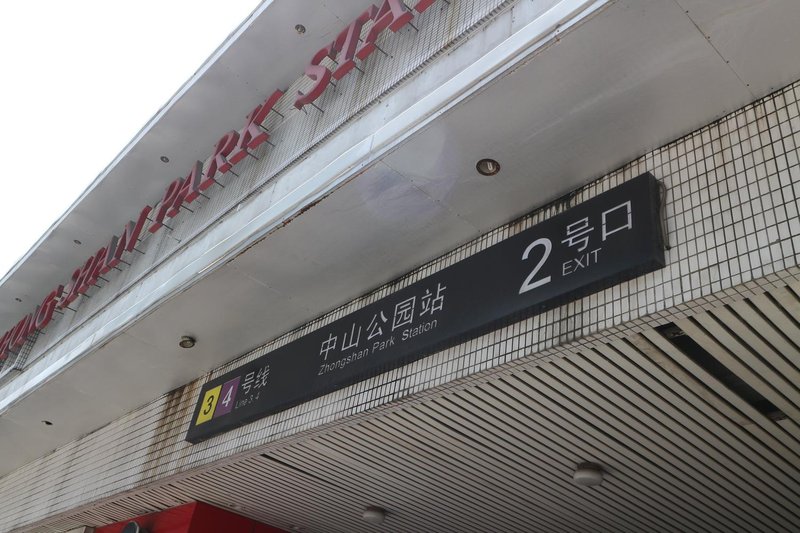 SHAN PARK STA
3 4 号线
Line 3, 4
中山公园站
Zhongshan Park Station
2 号口
EXIT